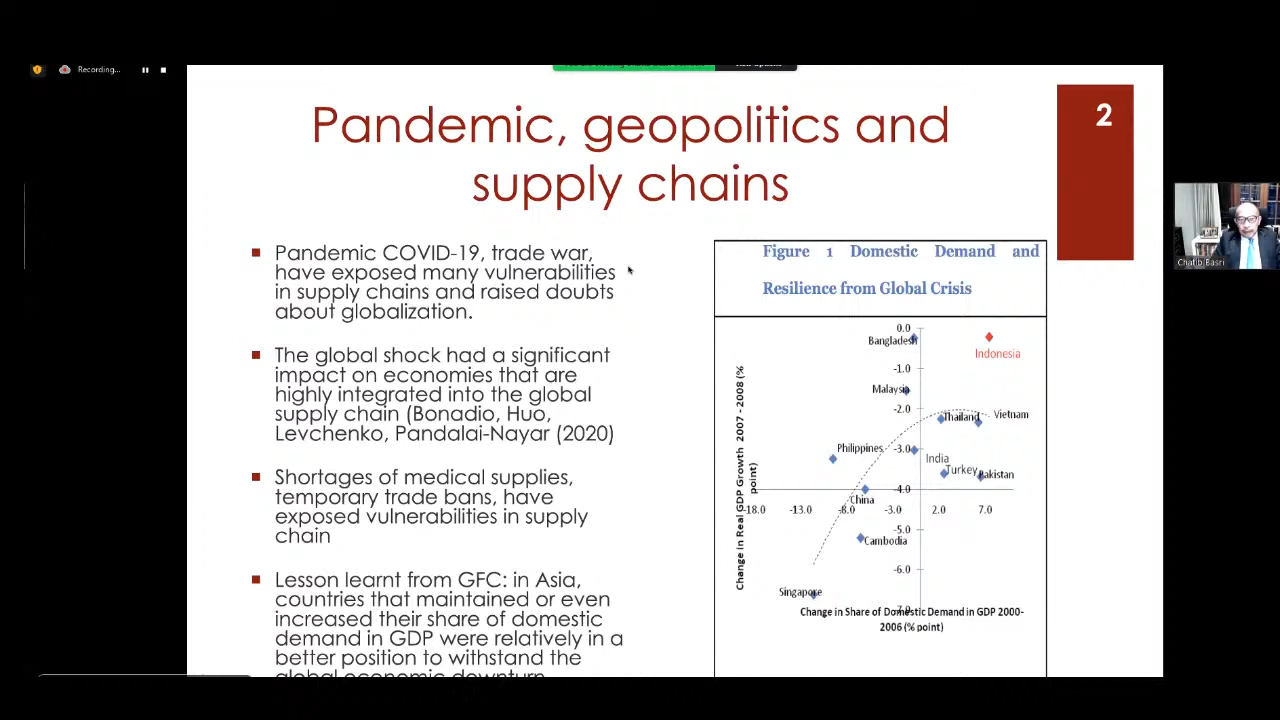 Recording...
2
Pandemic, geopolitics and
supply chains
Pandemic COVID-19, trade war,
have exposed many vulnerabilities
in supply chains and raised doubts
about globalization.
The global shock had a significant
impact on economies that are
highly integrated into the global
supply chain (Bonadio, Huo,
Levchenko, Pandalai-Nayar (2020)
Shortages of medical supplies,
temporary trade bans, have
exposed vulnerabilities in supply
chain
Lesson learnt from GFC: in Asia,
countries that maintained or even
increased their share of domestic
demand in GDP were relatively in a
better position to withstand the
global economic downturn
Figure 1 Domestic Demand and
Resilience from Global Crisis
Change in Real GDP Growth 2007 - 2008 (%
point)
0.0
Bangladesh
Indonesia
-1.0
Malaysia
-2.0
Thailand
Vietnam
Philippines
-3.0
India
Turkey
Pakistan
-4.0
China
-18.0 -13.0 -8.0 -3.0 2.0 7.0
-5.0
Cambodia
-6.0
Singapore
-7.0
Change in Share of Domestic Demand in GDP 2000-
2006 (% point)
Chatib Basri